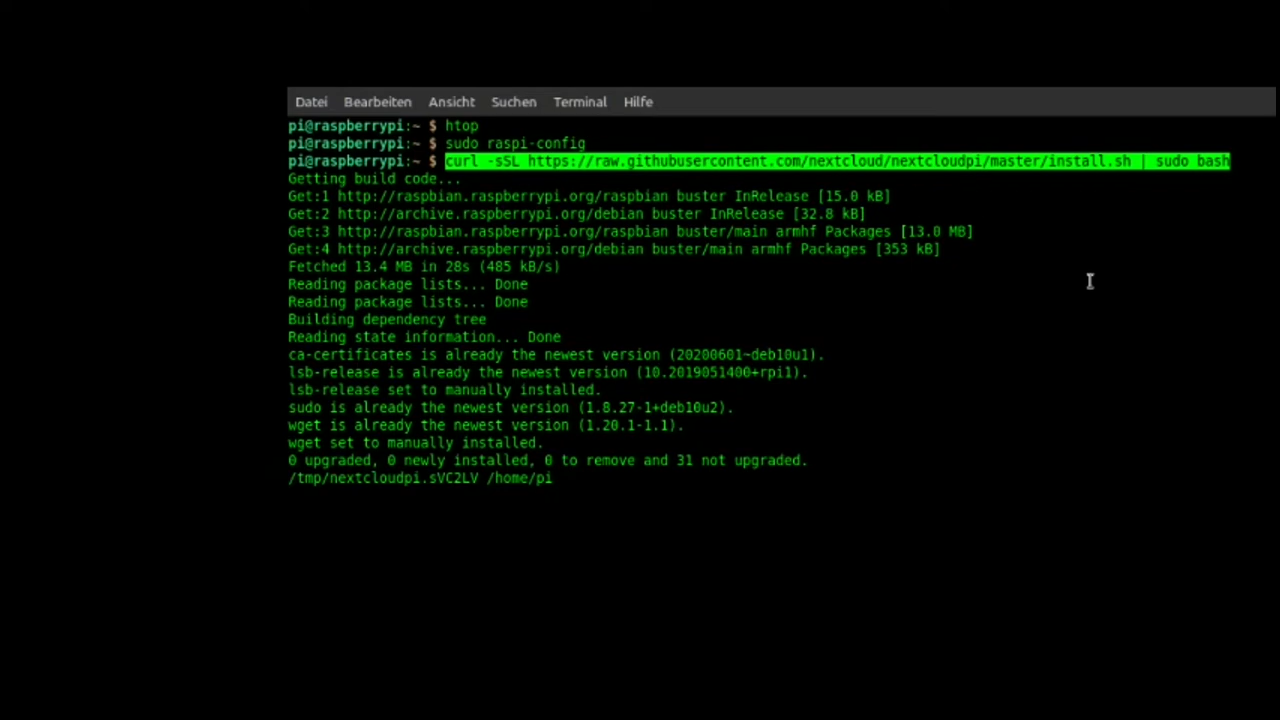 Datei Bearbeiten Ansicht Suchen Terminal Hilfe
pi@raspberrypi:~ $ htop
pi@raspberrypi:~ $ sudo raspi-config
pi@raspberrypi:~ $ curl -sSL https://raw.githubusercontent.com/nextcloud/nextcloudpi/master/install.sh | sudo bash
Getting build code...
Get:1 http://raspbian.raspberrypi.org/raspbian buster InRelease [15.0 kB]
Get:2 http://archive.raspberrypi.org/debian buster InRelease [32.8 kB]
Get:3 http://raspbian.raspberrypi.org/raspbian buster/main armhf Packages [13.0 MB]
Get:4 http://archive.raspberrypi.org/debian buster/main armhf Packages [353 kB]
Fetched 13.4 MB in 28s (485 kB/s)
Reading package lists... Done
Reading package lists... Done
Building dependency tree
Reading state information... Done
ca-certificates is already the newest version (20200601~deb10u1).
lsb-release is already the newest version (10.2019051400+rpi1).
lsb-release set to manually installed.
sudo is already the newest version (1.8.27-1+deb10u2).
wget is already the newest version (1.20.1-1.1).
wget set to manually installed.
0 upgraded, 0 newly installed, 0 to remove and 31 not upgraded.
/tmp/nextcloudpi.sVC2LV /home/pi